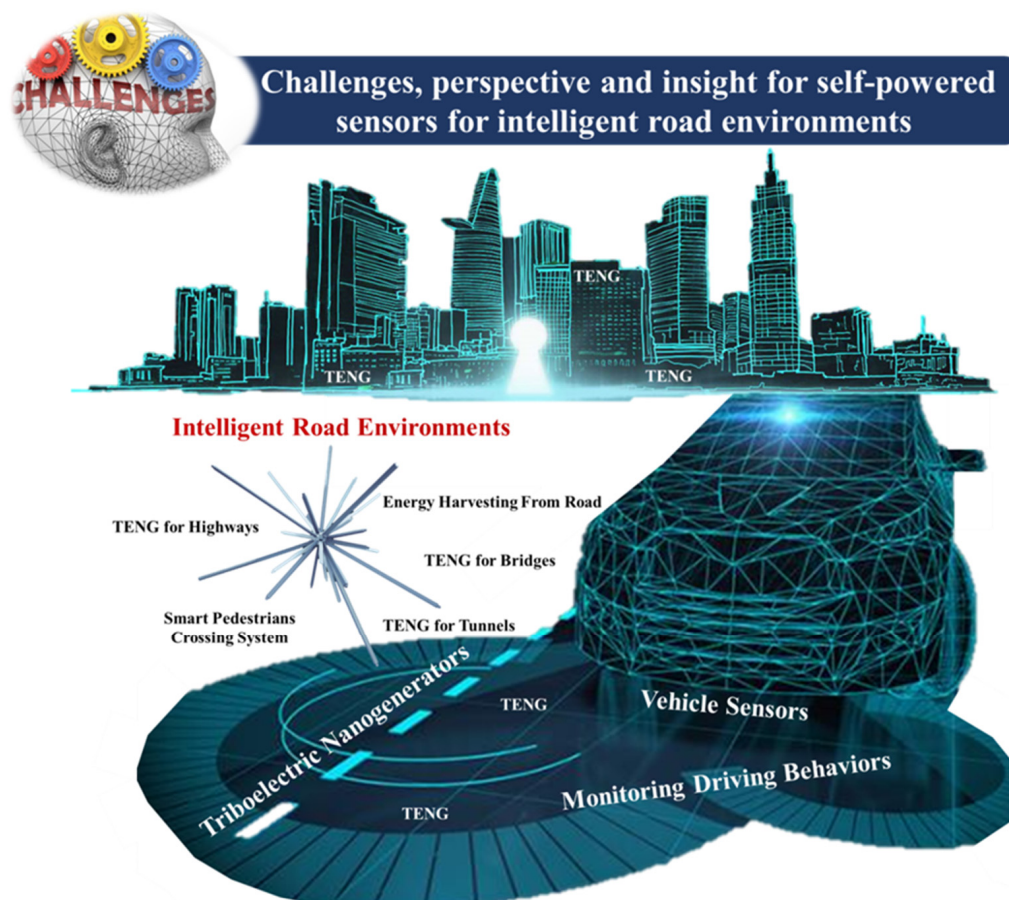 CHALLENGES
Challenges, perspective and insight for self-powered
sensors for intelligent road environments
TENG
TENG
TENG
Intelligent Road Environments
Energy Harvesting From Road
TENG for Highways
TENG for Bridges
Smart Pedestrians
Crossing System
TENG for Tunnels
Triboelectric Nanogenerators
TENG
Vehicle Sensors
Monitoring Driving Behaviors
TENG